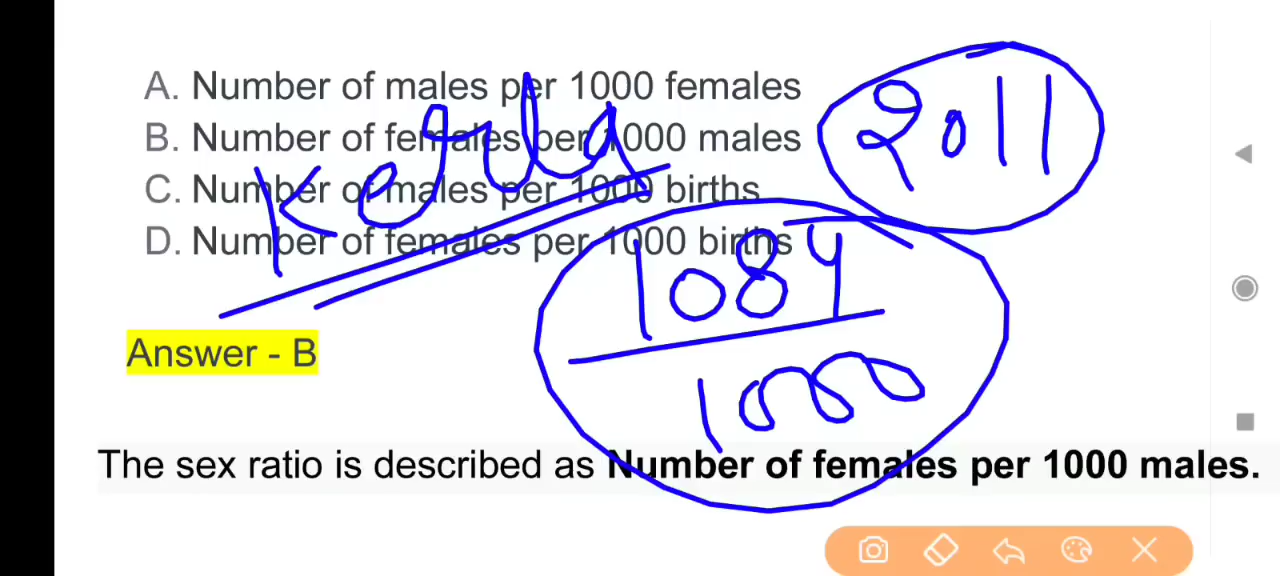 A. Number of males per 1000 females
B. Number of females per 1000 males
C. Number of males per 1000 births
D. Number of females per 1000 births
2011
Kerla
1084
1000
Answer - B
The sex ratio is described as Number of females per 1000 males.